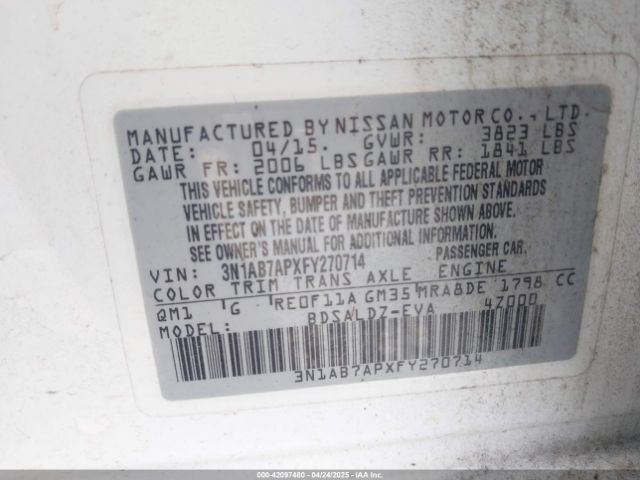 MANUFACTURED BY NISSAN MOTOR CO., LTD.
DATE: 04/15. GVWR: 3823 LBS
GAWR FR: 2006 LBS GAWR RR: 1841 LBS
THIS VEHICLE CONFORMS TO ALL APPLICABLE FEDERAL MOTOR
VEHICLE SAFETY, BUMPER AND THEFT PREVENTION STANDARDS
IN EFFECT ON THE DATE OF MANUFACTURE SHOWN ABOVE.
SEE OWNER'S MANUAL FOR ADDITIONAL INFORMATION.
VIN: 3N1AB7APXFY270714 PASSENGER CAR.
COLOR TRIM TRANS AXLE ENGINE
QM1 G RE0F11A GM35 MRA8DE 1798 CC
MODEL: BDSALDZ-EVA 4Z000
3N1AB7APXFY270714
000-42097480 - 04/24/2025 - IAAI.COM